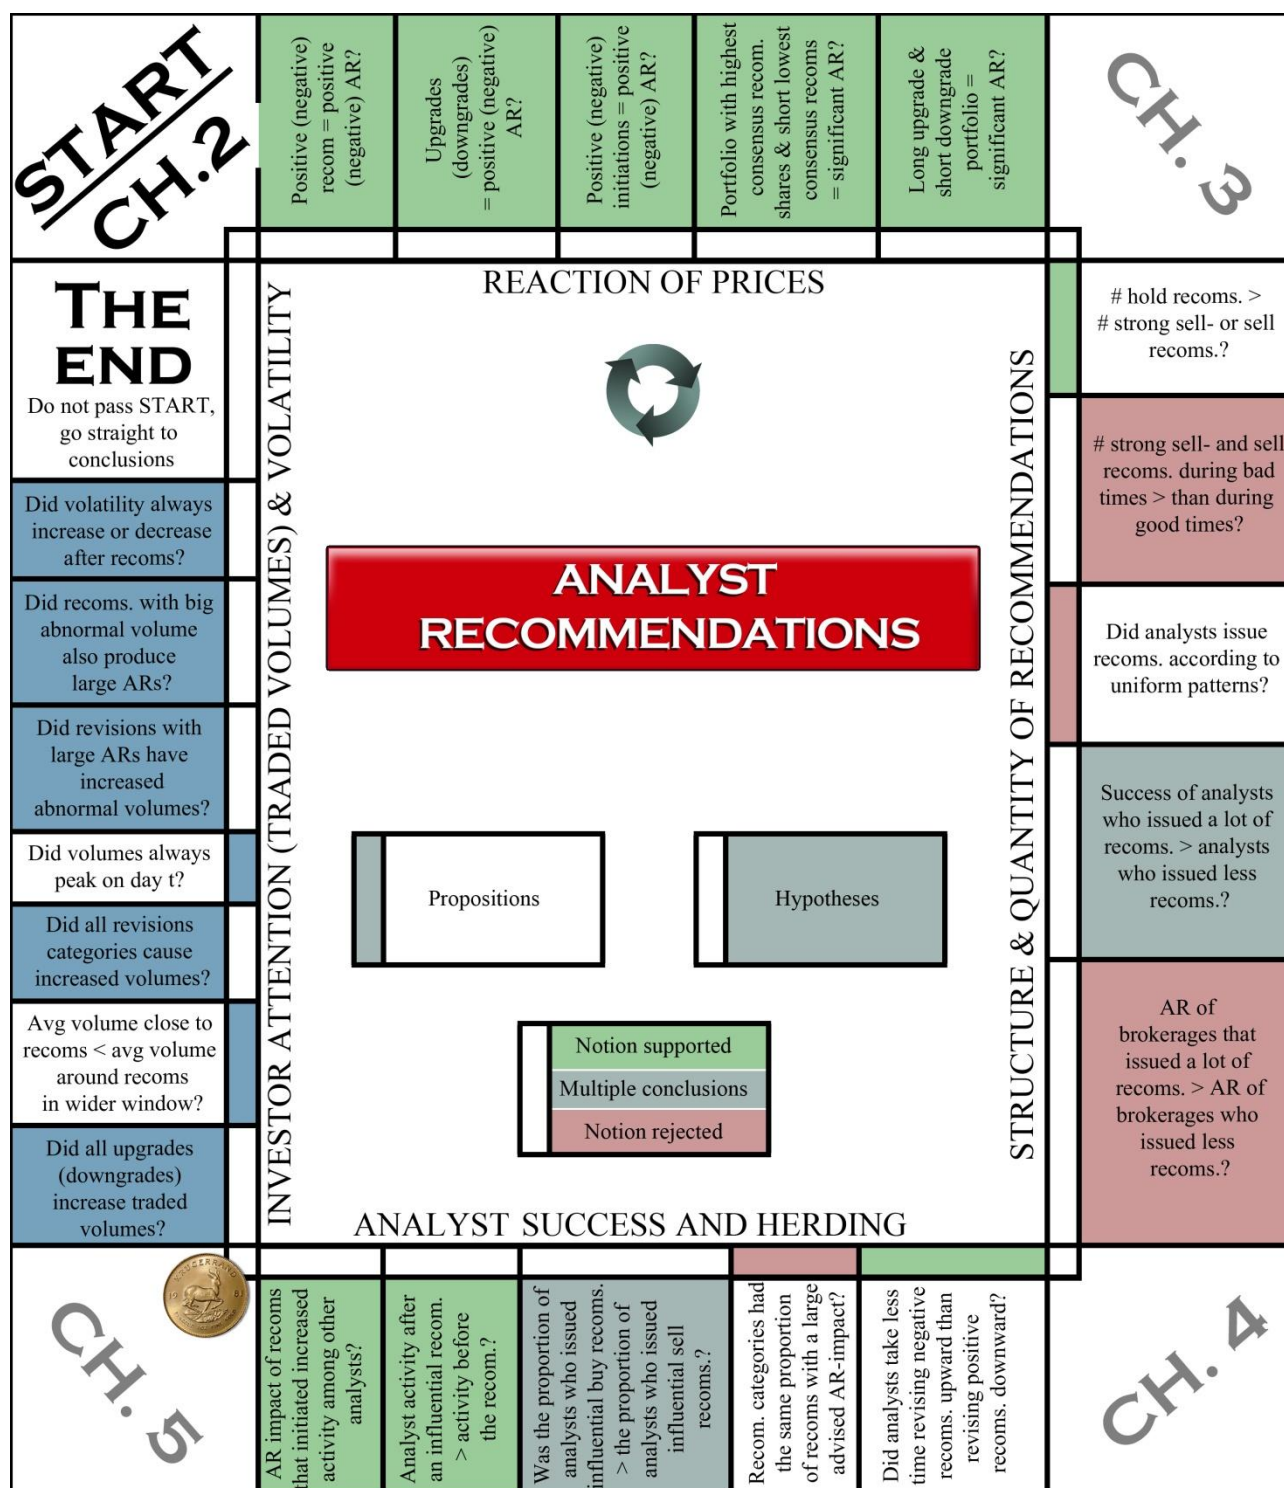 START
CH.2
Positive (negative)
recom = positive
(negative) AR?
Upgrades
(downgrades)
= positive (negative)
AR?
Positive (negative)
initiations = positive
(negative) AR?
Portfolio with highest
consensus recom.
shares & short lowest
consensus recoms
= significant AR?
Long upgrade &
short downgrade
portfolio =
significant AR?
CH. 3
REACTION OF PRICES
# hold recoms. >
# strong sell- or sell
recoms.?
# strong sell- and sell
recoms. during bad
times > than during
good times?
Did analysts issue
recoms. according to
uniform patterns?
Success of analysts
who issued a lot of
recoms. > analysts
who issued less
recoms.?
AR of
brokerages that
issued a lot of
recoms. > AR of
brokerages who
issued less
recoms.?
STRUCTURE & QUANTITY OF RECOMMENDATIONS
CH. 4
ANALYST SUCCESS AND HERDING
Did analysts take less
time revising negative
recoms. upward than
revising positive
recoms. downward?
Recom. categories had
the same proportion
of recoms with a large
advised AR-impact?
Was the proportion of
analysts who issued
influential buy recoms.
> the proportion of
analysts who issued
influential sell
recoms.?
Analyst activity after
an influential recom.
> activity before
the recom.?
AR impact of recoms
that initiated increased
activity among other
analysts?
CH. 5
KRUGERRAND
19 81
INVESTOR ATTENTION (TRADED VOLUMES) & VOLATILITY
Did all upgrades
(downgrades)
increase traded
volumes?
Avg volume close to
recoms < avg volume
around recoms
in wider window?
Did all revisions
categories cause
increased volumes?
Did volumes always
peak on day t?
Did revisions with
large ARs have
increased
abnormal volumes?
Did recoms. with big
abnormal volume
also produce
large ARs?
Did volatility always
increase or decrease
after recoms?
THE
END
Do not pass START,
go straight to
conclusions
ANALYST
RECOMMENDATIONS
Propositions
Hypotheses
Notion supported
Multiple conclusions
Notion rejected